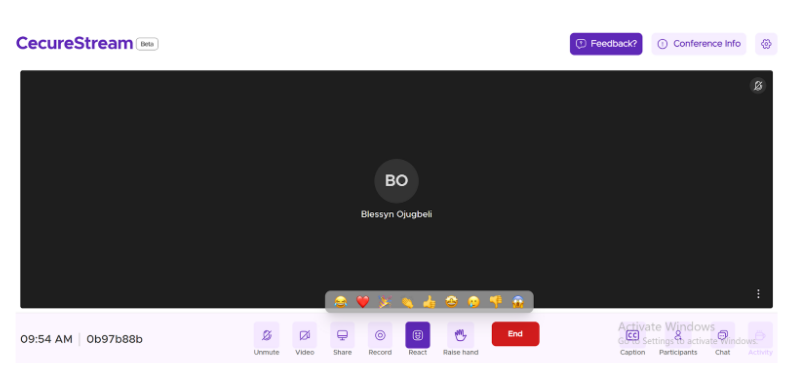 CecureStream Beta
Feedback?
Conference Info
BO
Blessyn Ojugbeli
09:54 AM | 0b97b88b
Unmute
Video
Share
Record
React
Raise hand
End
Activate Windows
Go to Settings to activate Windows.
CC
Caption
Participants
Chat
Activity